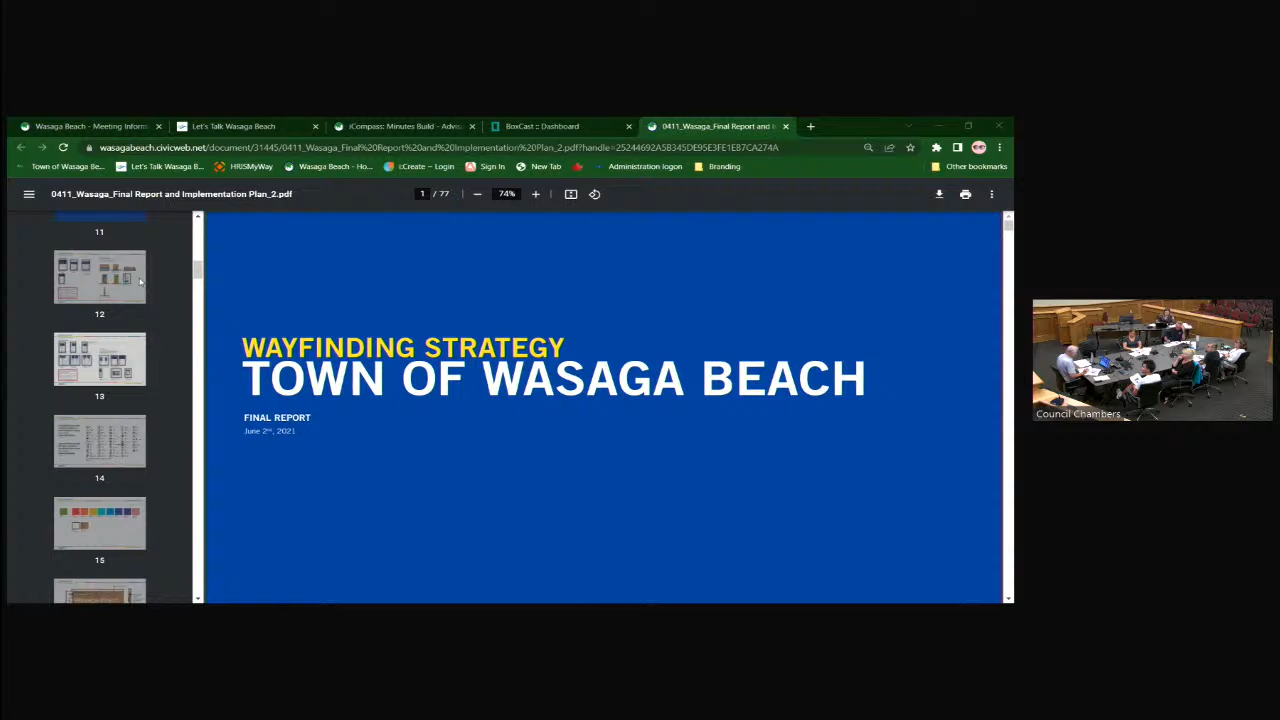 Wasaga Beach - Meeting Inform
Let's Talk Wasaga Beach
iCompass: Minutes Build - Advis
BoxCast :: Dashboard
0411_Wasaga_Final Report and I
wasagabeach.civicweb.net/document/31445/0411_Wasaga_Final%20Report%20and%20Implementation%20Plan_2.pdf?handle=25244692A5B345DE95E3FE1E87CA274A
Town of Wasaga Be...
Let's Talk Wasaga B...
HRISMyWay
Wasaga Beach - Ho...
eCreate – Login
Sign In
New Tab
Administration logon
Branding
Other bookmarks
0411_Wasaga_Final Report and Implementation Plan_2.pdf
1 / 77
74%
11
12
13
14
15
WAYFINDING STRATEGY
TOWN OF WASAGA BEACH
FINAL REPORT
June 2nd, 2021
Council Chambers